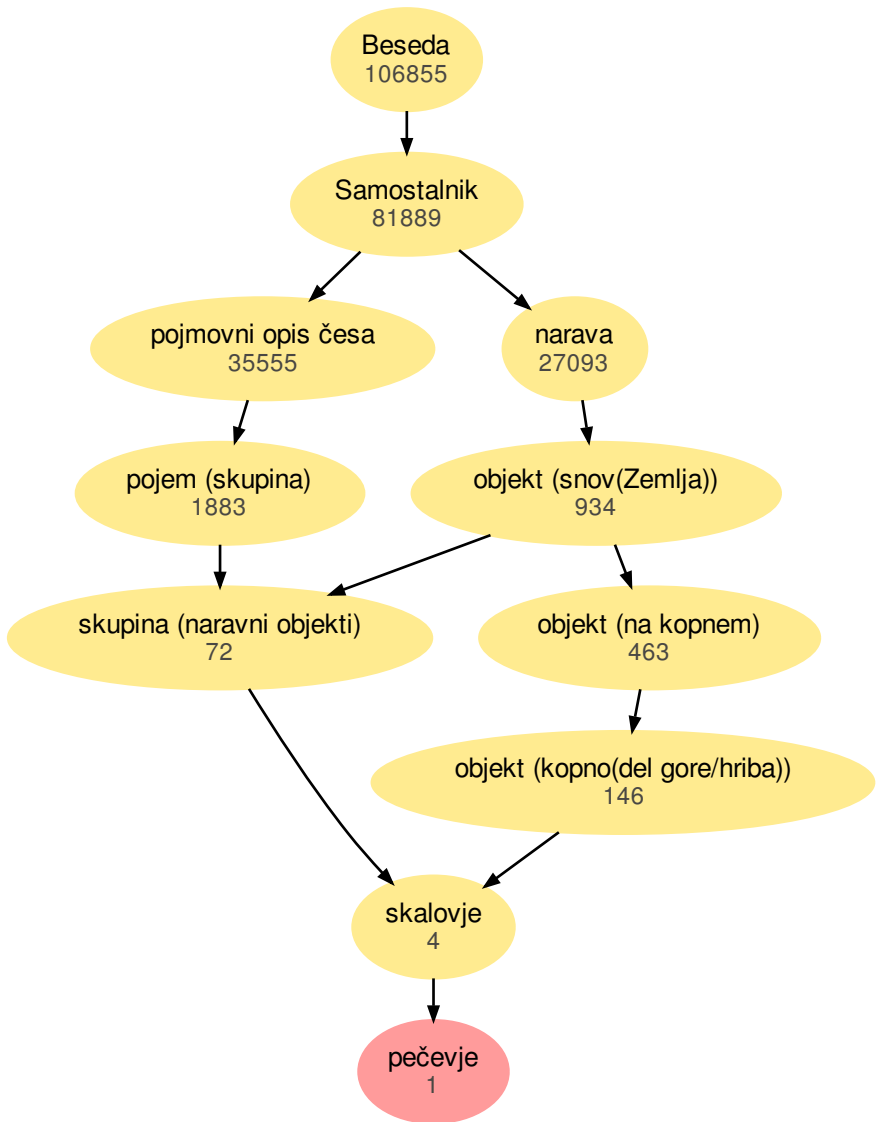 Beseda
106855
Samostalnik
81889
pojmovni opis česa
35555
narava
27093
pojem (skupina)
1883
objekt (snov(Zemlja))
934
skupina (naravni objekti)
72
objekt (na kopnem)
463
objekt (kopno(del gore/hriba))
146
skalovje
4
pečevje
1